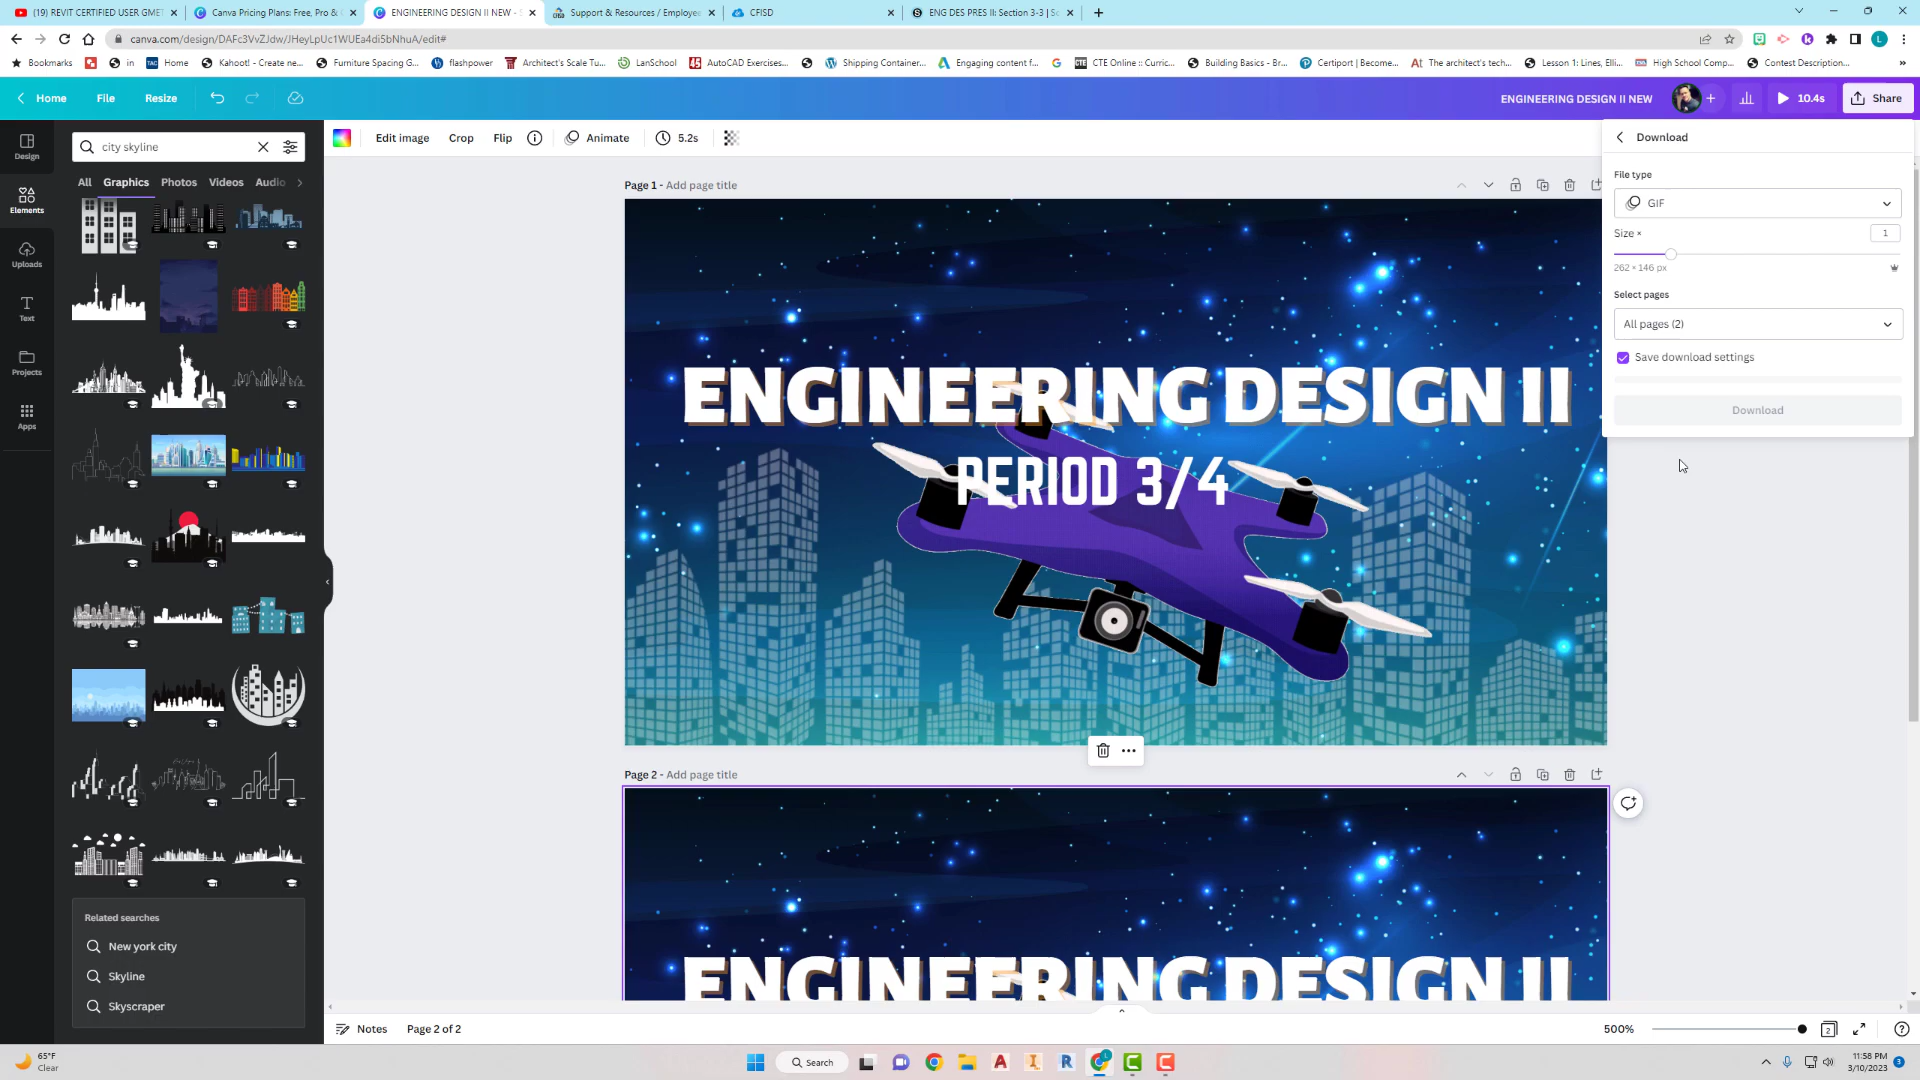 (19) REVIT CERTIFIED USER GMET
Canva Pricing Plans: Free, Pro &
ENGINEERING DESIGN II NEW -
Support & Resources / Employee
CFISD
ENG DES PRES II: Section 3-3 | Sc
canva.com/design/DAFc3VvZJdw/JHeyLpUc1WUEa4di5bNhuA/edit#
L
Bookmarks
in
TAC Home
Kahoot! - Create ne...
Furniture Spacing G...
flashpower
Architect's Scale Tu...
LanSchool
45 AutoCAD Exercises...
Shipping Container...
Engaging content f...
CTE Online :: Curric...
Building Basics - Br...
Certiport | Become...
At The architect's tech...
Lesson 1: Lines, Elli...
High School Comp...
Contest Description...
Home
File
Resize
ENGINEERING DESIGN II NEW
10.4s
Share
Design
Elements
Uploads
Text
Projects
Apps
city skyline
All
Graphics
Photos
Videos
Audio
Related searches
New york city
Skyline
Skyscraper
Edit image
Crop
Flip
Animate
5.2s
Page 1 - Add page title
ENGINEERING DESIGN II
PERIOD 3/4
Page 2 - Add page title
ENGINEERING DESIGN II
Download
File type
GIF
Size ×
1
262 × 146 px
Select pages
All pages (2)
Save download settings
Download
Notes
Page 2 of 2
500%
2
65°F
Clear
Search
11:58 PM
3/10/2023
3